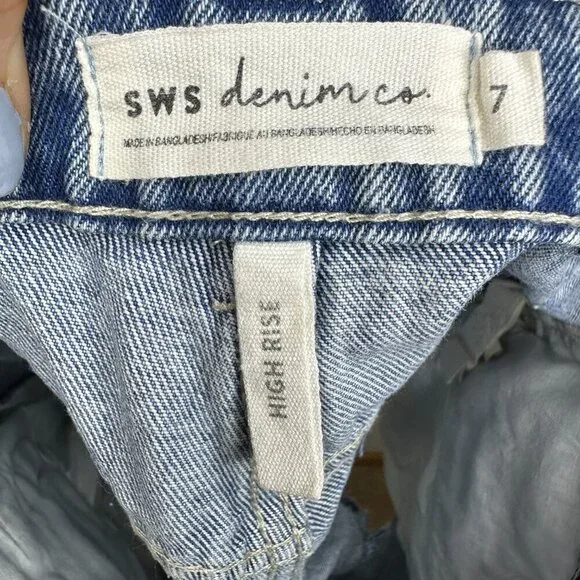 SWS denim co. 7
MADE IN BANGLADESH/FABRIQUE AU BANGLADESH/HECHO EN BANGLADESH
HIGH RISE